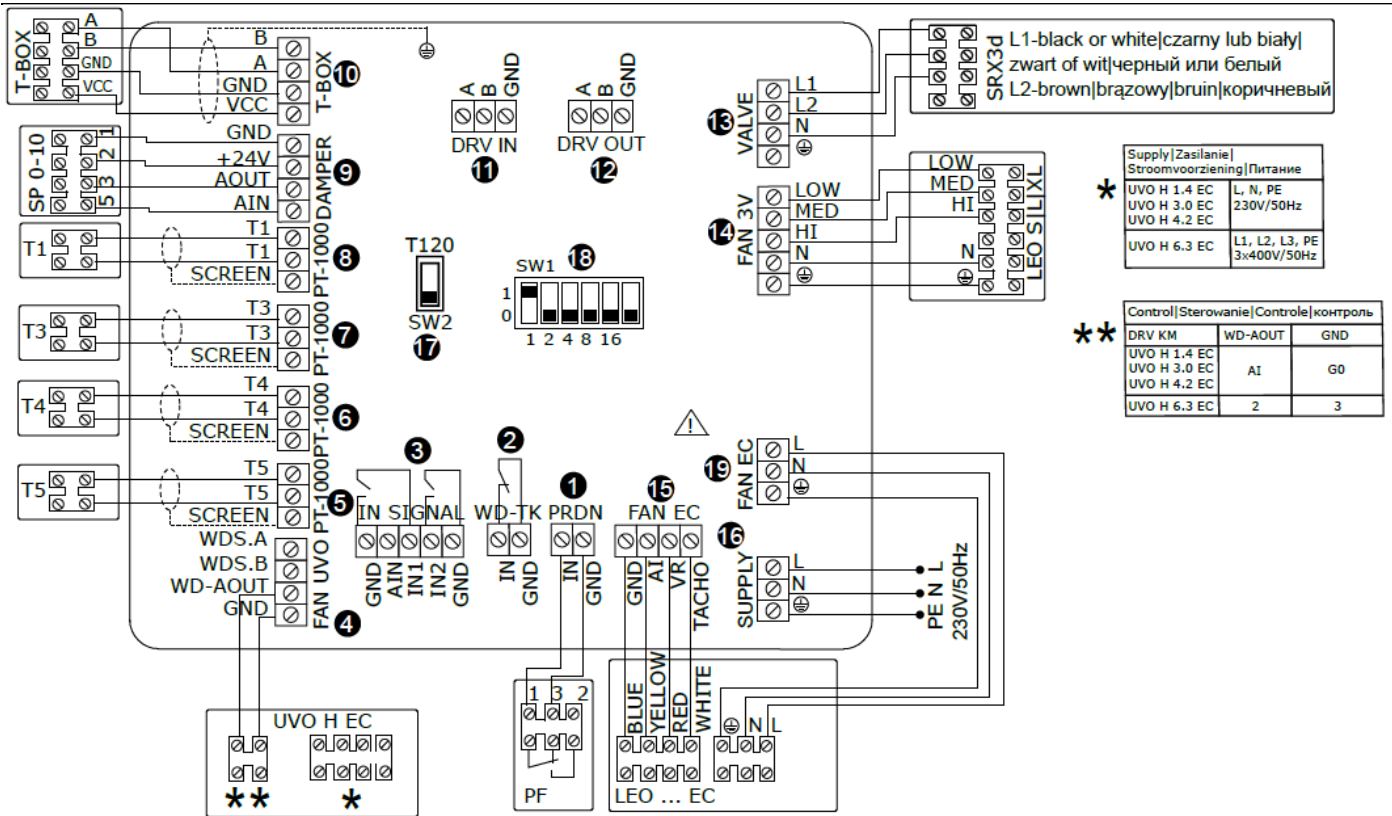 T-BOX
A
B
GND
VCC
B
A
GND
VCC
T-BOX
10
SP 0-10
1
2
3
5
GND
+24V
AOUT
AIN
DAMPER
9
T1
T1
T1
SCREEN
PT-1000
8
T3
T3
T3
SCREEN
PT-1000
7
T4
T4
T4
SCREEN
PT-1000
6
T5
T5
T5
SCREEN
PT-1000
5
WDS.A
WDS.B
WD-AOUT
GND
FAN UVO
4
A
B
GND
DRV IN
11
A
B
GND
DRV OUT
12
T120
SW2
17
SW1
18
1
0
1 2 4 8 16
3
IN SIGNAL
GND
AIN
IN1
IN2
GND
2
WD-TK
IN
GND
1
PRDN
IN
GND
15
FAN EC
GND
AI
VR
TACHO
13
VALVE
L1
L2
N
14
FAN 3V
LOW
MED
HI
N
19
FAN EC
L
N
16
SUPPLY
L
N
PE N L
230V/50Hz
SRX3d
L1-black or white|czarny lub biały|
zwart of wit|черный или белый
L2-brown|brązowy|bruin|коричневый
LOW
MED
HI
N
LEO S|L|XL
*
Supply|Zasilanie|
Stroomvoorziening|Питание
UVO H 1.4 EC
UVO H 3.0 EC
UVO H 4.2 EC
L, N, PE
230V/50Hz
UVO H 6.3 EC
L1, L2, L3, PE
3x400V/50Hz
**
Control|Sterowanie|Controle|контроль
DRV KM WD-AOUT GND
UVO H 1.4 EC
UVO H 3.0 EC
UVO H 4.2 EC
AI G0
UVO H 6.3 EC 2 3
UVO H EC
**
*
1 3 2
PF
BLUE
YELLOW
RED
WHITE
N L
LEO ... EC